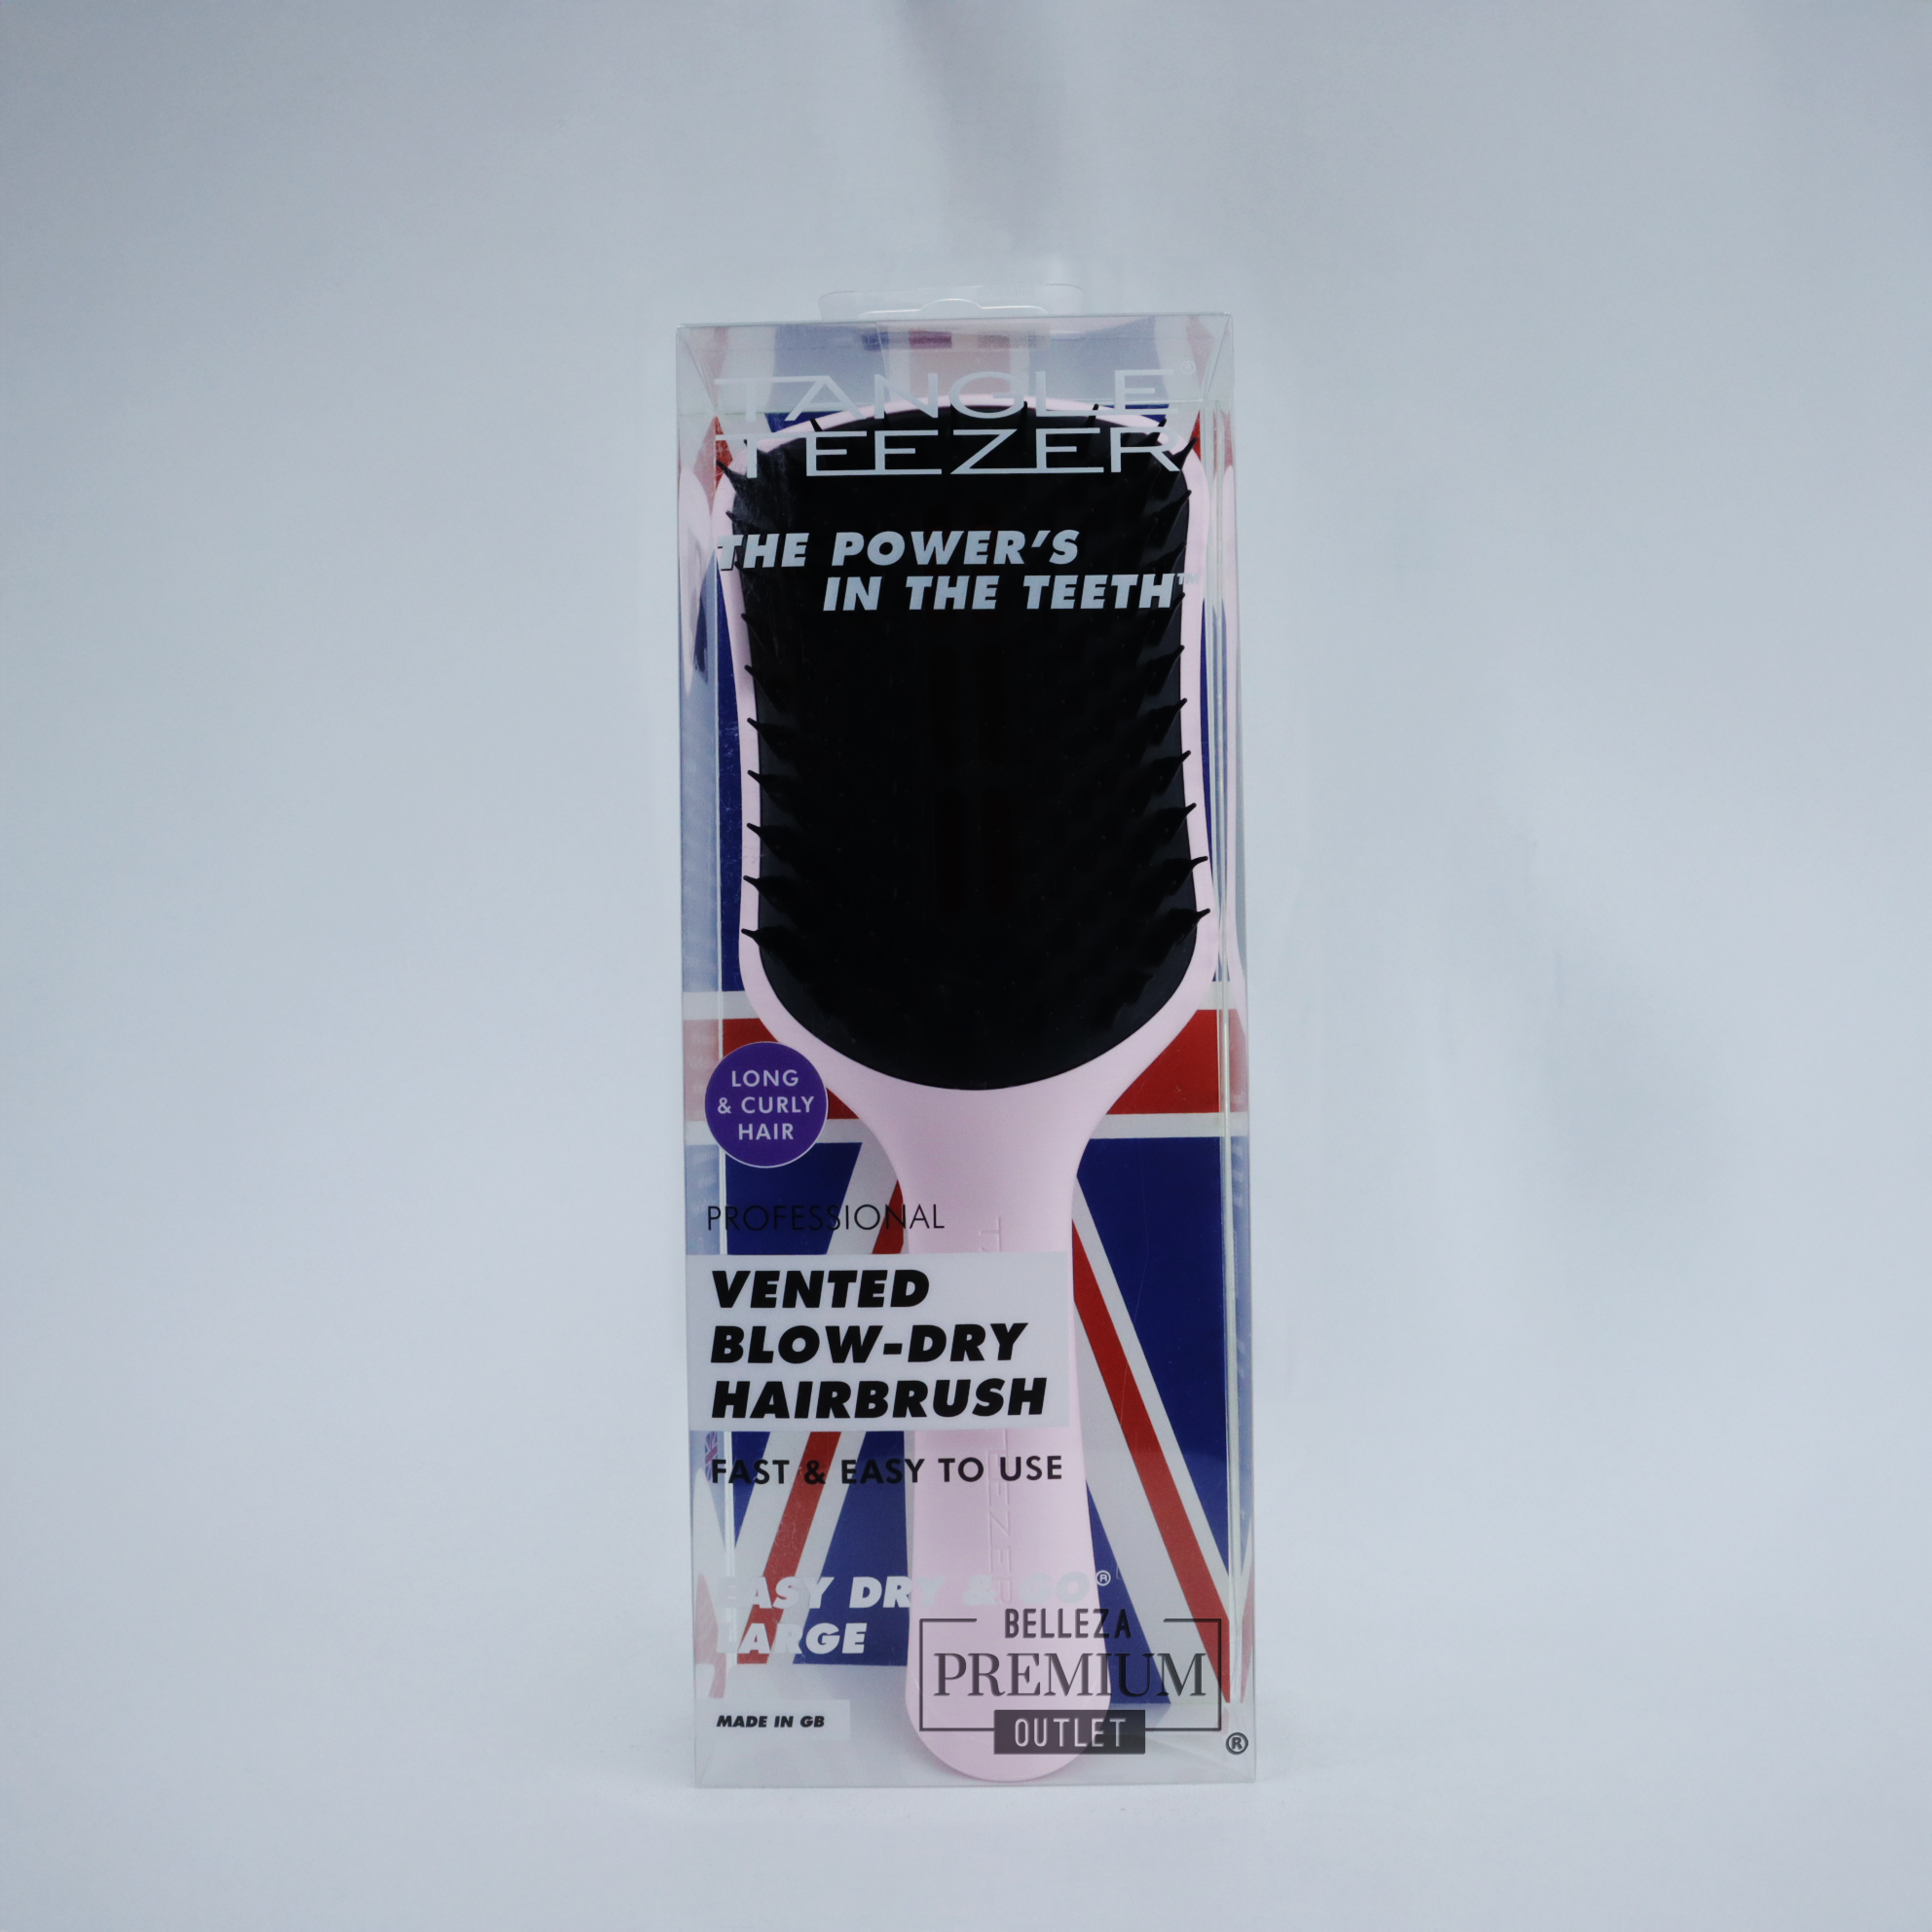 TANGLE®
TEEZER
THE POWER'S
IN THE TEETH™
LONG
& CURLY
HAIR
PROFESSIONAL
VENTED
BLOW-DRY
HAIRBRUSH
FAST & EASY TO USE
EASY DRY & GO®
LARGE
MADE IN GB
BELLEZA
PREMIUM
OUTLET
®